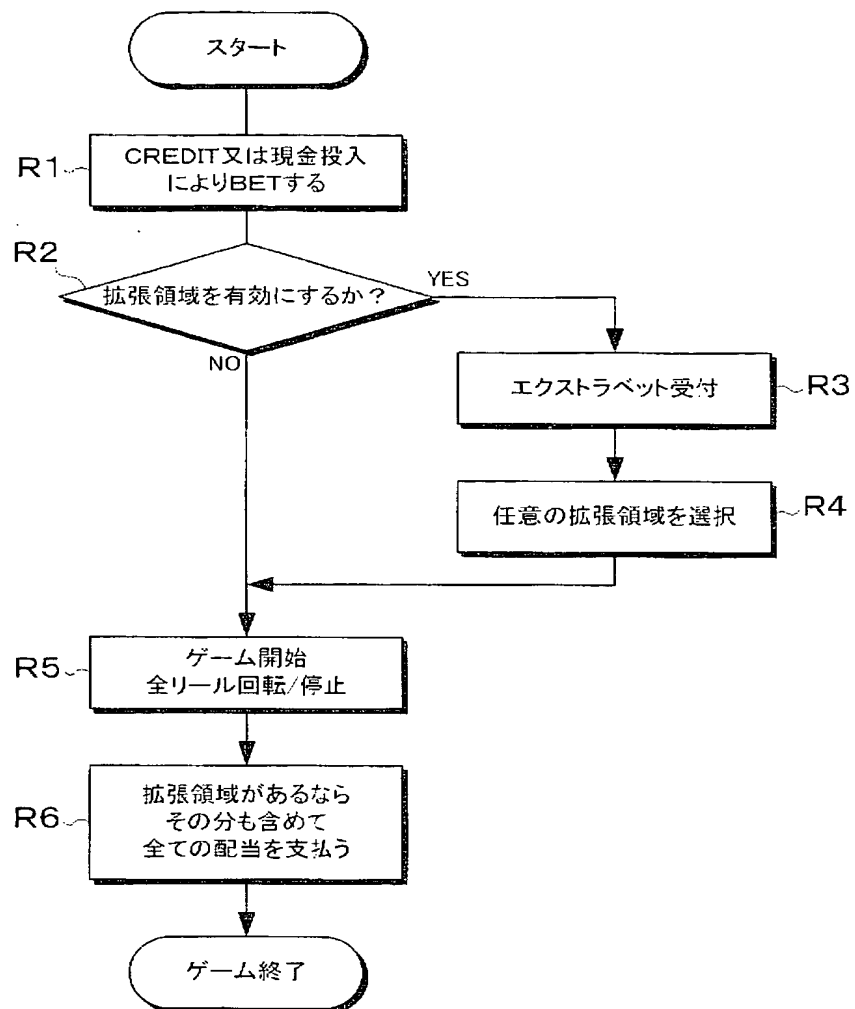 スタート
R1
CREDIT又は現金投入
によりBETする
R2
拡張領域を有効にするか?
YES
NO
エクストラベット受付
R3
任意の拡張領域を選択
R4
R5
ゲーム開始
全リール回転/停止
R6
拡張領域があるなら
その分も含めて
全ての配当を支払う
ゲーム終了